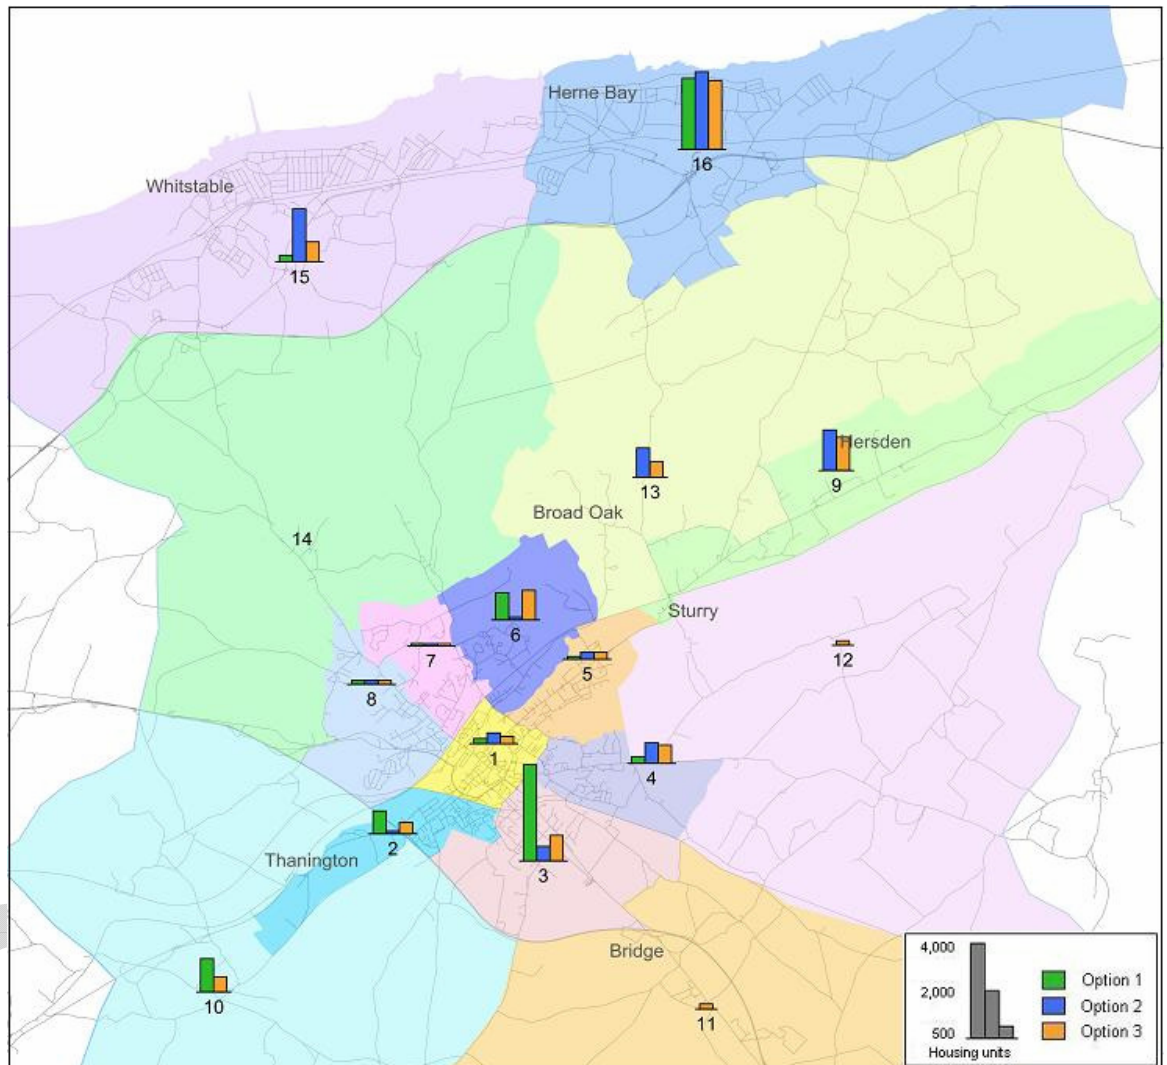 Herne Bay
16
Whitstable
15
Hersden
9
13
Broad Oak
14
6
Sturry
7
5
12
8
1
4
2
Thanington
3
Bridge
10
11
4,000
2,000
500
Housing units
Option 1
Option 2
Option 3